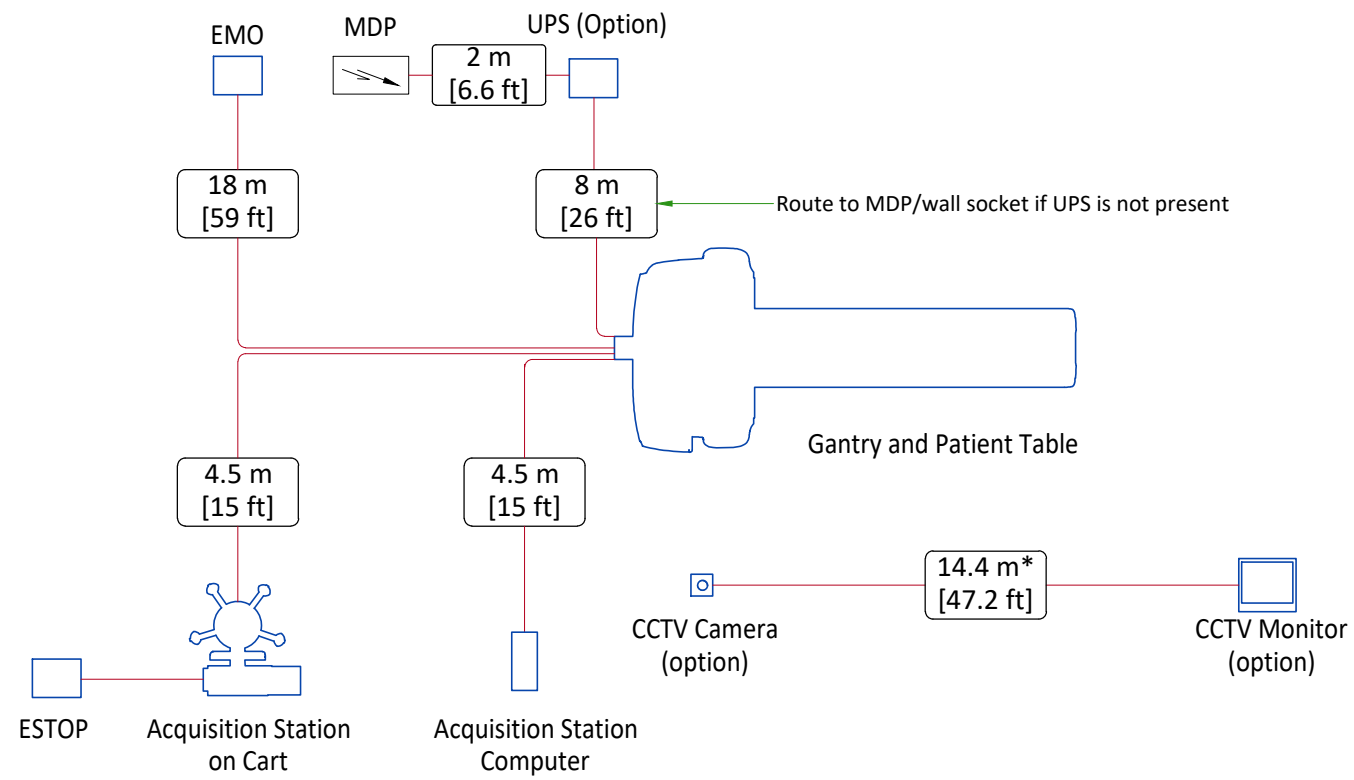 EMO
MDP
UPS (Option)
2 m
[6.6 ft]
18 m
[59 ft]
8 m
[26 ft]
Route to MDP/wall socket if UPS is not present
Gantry and Patient Table
4.5 m
[15 ft]
4.5 m
[15 ft]
14.4 m*
[47.2 ft]
CCTV Camera
(option)
CCTV Monitor
(option)
ESTOP
Acquisition Station
on Cart
Acquisition Station
Computer